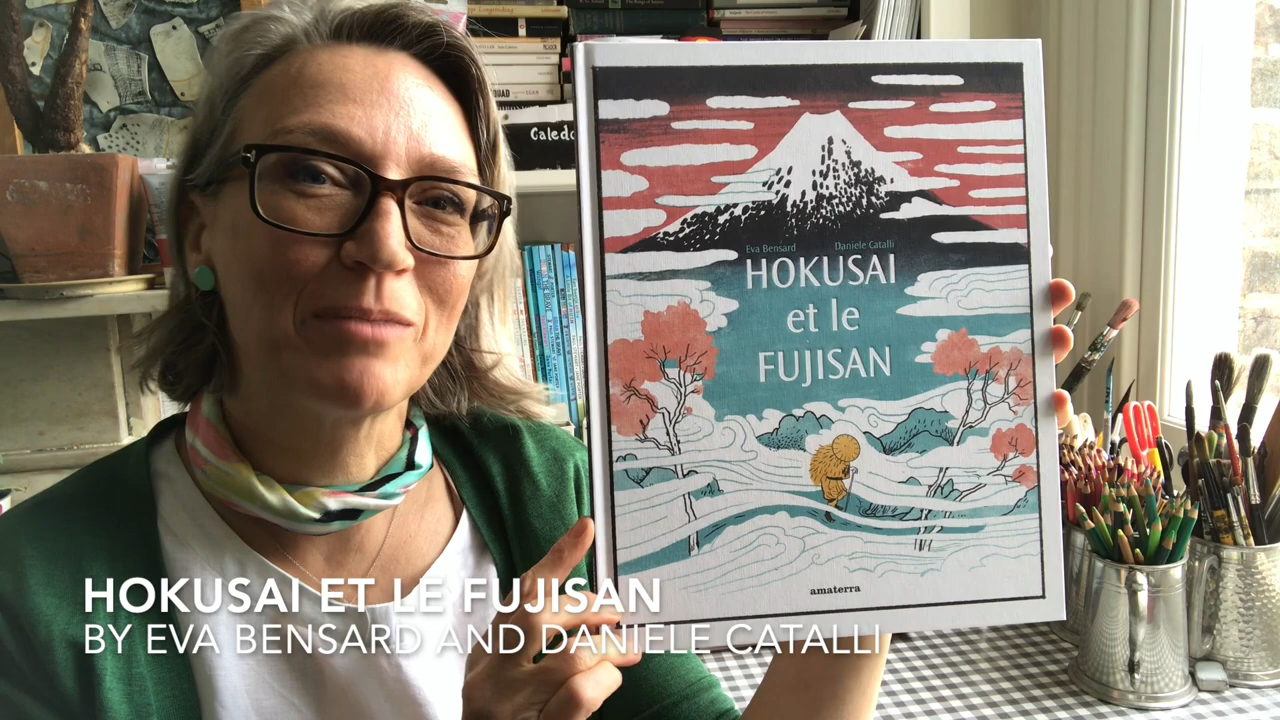 Caledo
Eva Bensard Daniele Catalli
HOKUSAI
et le
FUJISAN
amaterra
HOKUSAI ET LE FUJISAN
BY EVA BENSARD AND DANIELE CATALLI